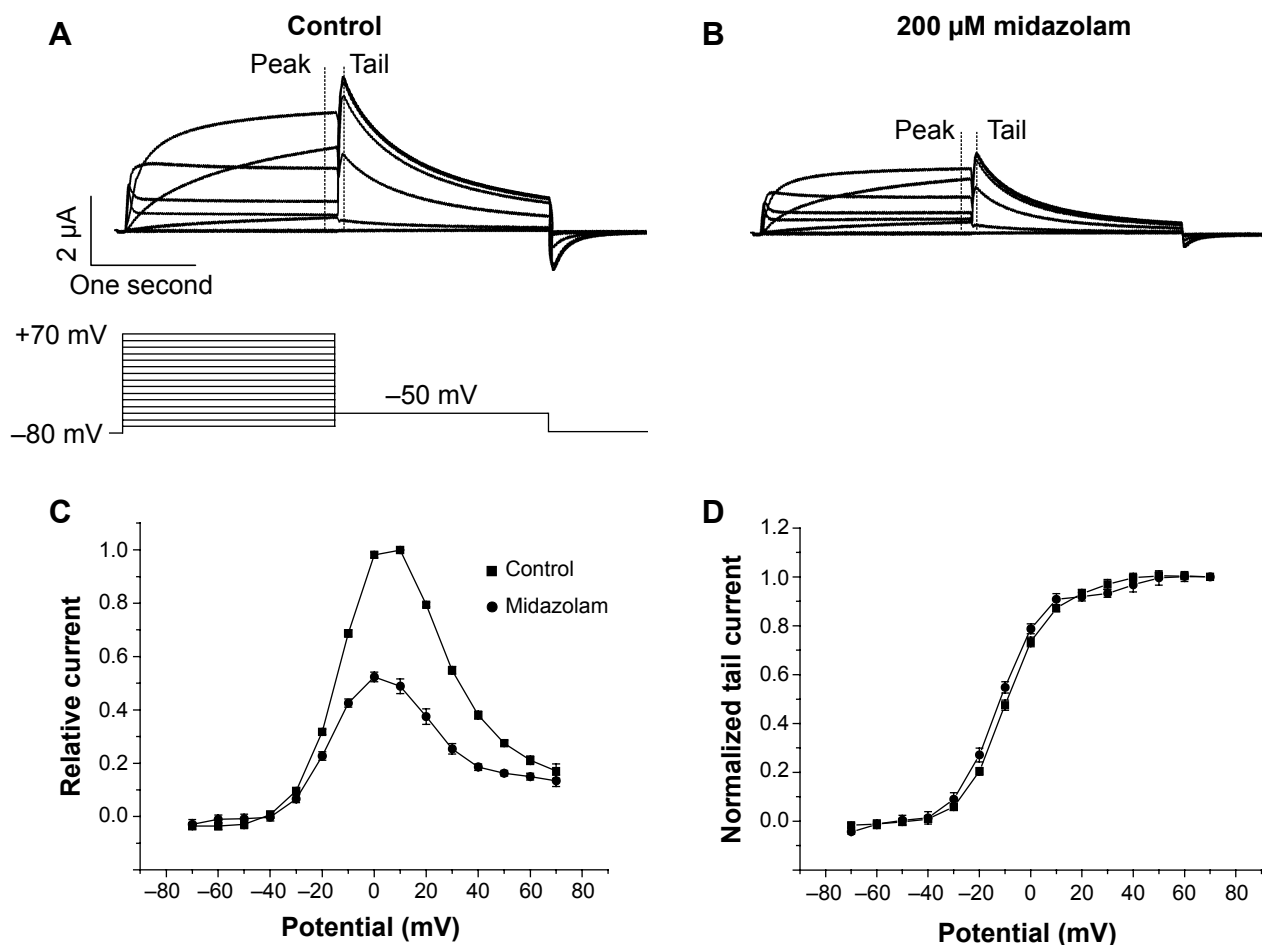 A
Control
Peak
Tail
2 µA
One second
+70 mV
–50 mV
–80 mV
B
200 µM midazolam
Peak
Tail
C
Relative current
1.0
0.8
0.6
0.4
0.2
0.0
Control
Midazolam
–80 –60 –40 –20 0 20 40 60 80
Potential (mV)
D
Normalized tail current
1.2
1.0
0.8
0.6
0.4
0.2
0.0
–80 –60 –40 –20 0 20 40 60 80
Potential (mV)